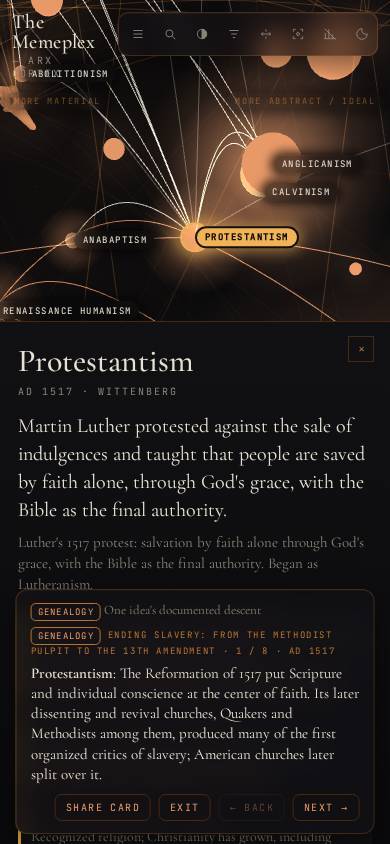 The
Memeplex
ABOLITIONISM
MORE MATERIAL
MORE ABSTRACT / IDEAL
ANGLICANISM
CALVINISM
ANABAPTISM
PROTESTANTISM
RENAISSANCE HUMANISM
Protestantism
×
AD 1517 · WITTENBERG
Martin Luther protested against the sale of
indulgences and taught that people are saved
by faith alone, through God's grace, with the
Bible as the final authority.
Luther's 1517 protest: salvation by faith alone through God's
grace, with the Bible as the final authority. Began as
Lutheranism.
GENEALOGY One idea's documented descent
GENEALOGY ENDING SLAVERY: FROM THE METHODIST
PULPIT TO THE 13TH AMENDMENT · 1 / 8 · AD 1517
Protestantism: The Reformation of 1517 put Scripture
and individual conscience at the center of faith. Its later
dissenting and revival churches, Quakers and
Methodists among them, produced many of the first
organized critics of slavery; American churches later
split over it.
SHARE CARD EXIT ← BACK NEXT →
Recognized religion; Christianity has grown, including